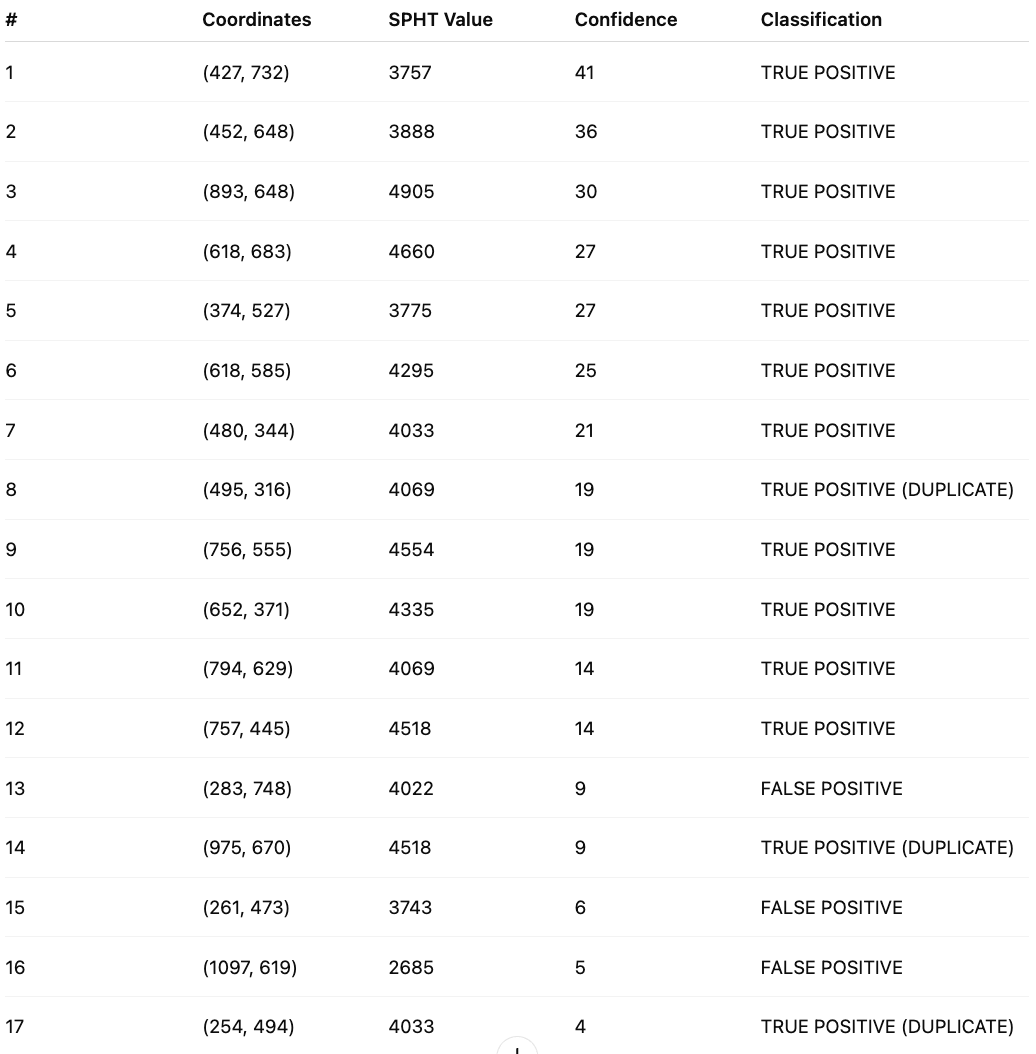 # Coordinates SPHT Value Confidence Classification
1 (427, 732) 3757 41 TRUE POSITIVE
2 (452, 648) 3888 36 TRUE POSITIVE
3 (893, 648) 4905 30 TRUE POSITIVE
4 (618, 683) 4660 27 TRUE POSITIVE
5 (374, 527) 3775 27 TRUE POSITIVE
6 (618, 585) 4295 25 TRUE POSITIVE
7 (480, 344) 4033 21 TRUE POSITIVE
8 (495, 316) 4069 19 TRUE POSITIVE (DUPLICATE)
9 (756, 555) 4554 19 TRUE POSITIVE
10 (652, 371) 4335 19 TRUE POSITIVE
11 (794, 629) 4069 14 TRUE POSITIVE
12 (757, 445) 4518 14 TRUE POSITIVE
13 (283, 748) 4022 9 FALSE POSITIVE
14 (975, 670) 4518 9 TRUE POSITIVE (DUPLICATE)
15 (261, 473) 3743 6 FALSE POSITIVE
16 (1097, 619) 2685 5 FALSE POSITIVE
17 (254, 494) 4033 4 TRUE POSITIVE (DUPLICATE)